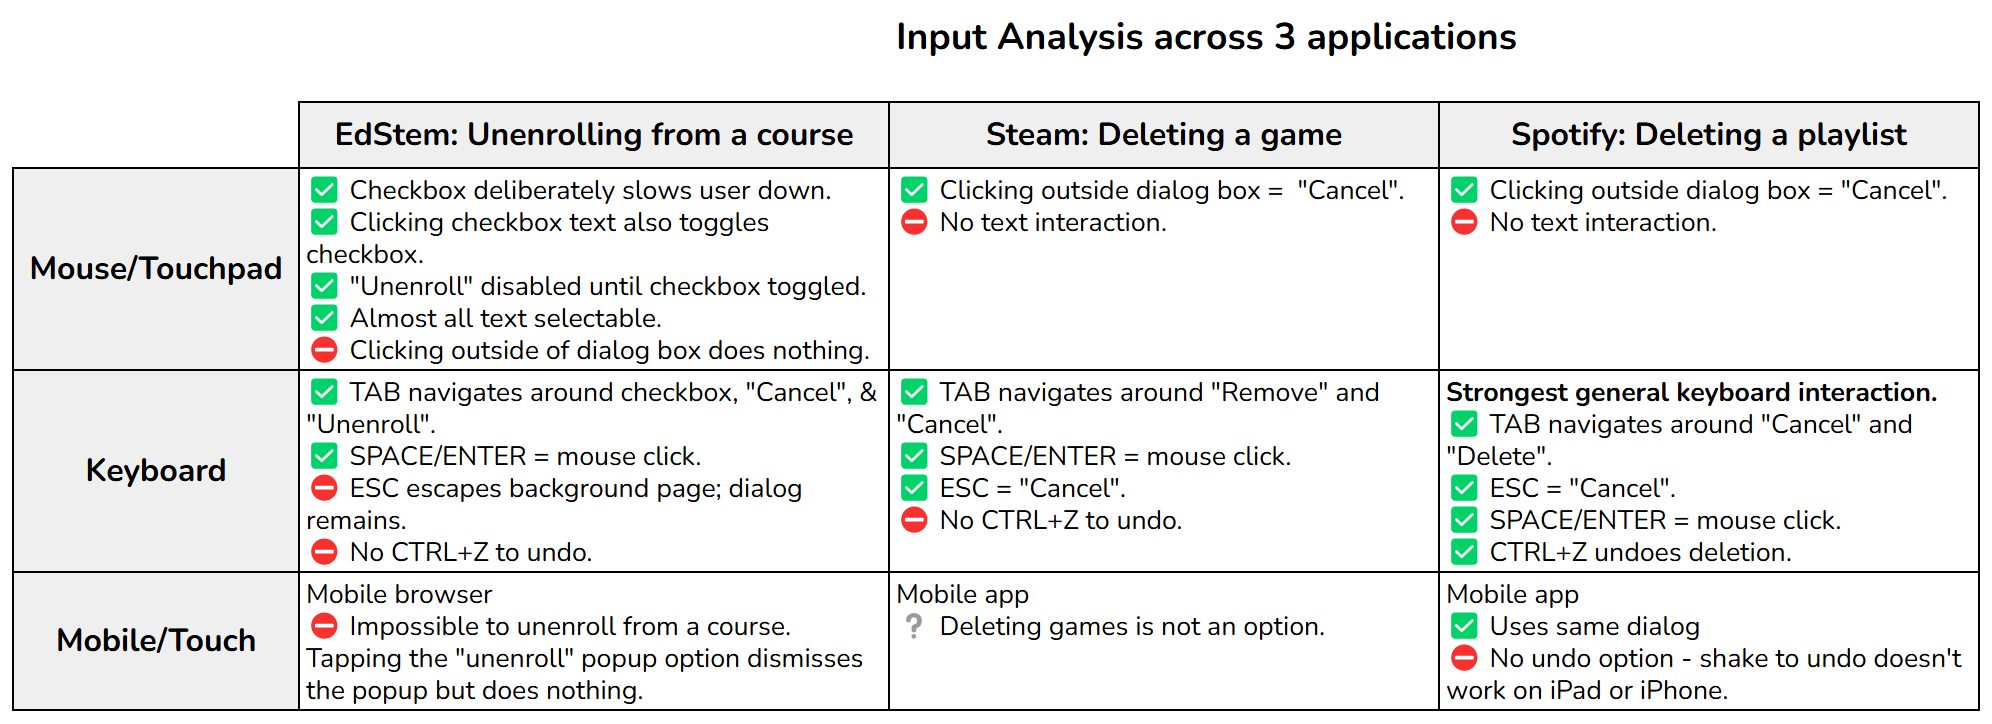 Input Analysis across 3 applications
EdStem: Unenrolling from a course
Steam: Deleting a game
Spotify: Deleting a playlist
Mouse/Touchpad
✅ Checkbox deliberately slows user down.
✅ Clicking checkbox text also toggles
checkbox.
✅ "Unenroll" disabled until checkbox toggled.
✅ Almost all text selectable.
⛔ Clicking outside of dialog box does nothing.
✅ Clicking outside dialog box = "Cancel".
⛔ No text interaction.
✅ Clicking outside dialog box = "Cancel".
⛔ No text interaction.
Keyboard
✅ TAB navigates around checkbox, "Cancel", &
"Unenroll".
✅ SPACE/ENTER = mouse click.
⛔ ESC escapes background page; dialog
remains.
⛔ No CTRL+Z to undo.
✅ TAB navigates around "Remove" and
"Cancel".
✅ SPACE/ENTER = mouse click.
✅ ESC = "Cancel".
⛔ No CTRL+Z to undo.
Strongest general keyboard interaction.
✅ TAB navigates around "Cancel" and
"Delete".
✅ ESC = "Cancel".
✅ SPACE/ENTER = mouse click.
✅ CTRL+Z undoes deletion.
Mobile/Touch
Mobile browser
⛔ Impossible to unenroll from a course.
Tapping the "unenroll" popup option dismisses
the popup but does nothing.
Mobile app
❔ Deleting games is not an option.
Mobile app
✅ Uses same dialog
⛔ No undo option - shake to undo doesn't
work on iPad or iPhone.